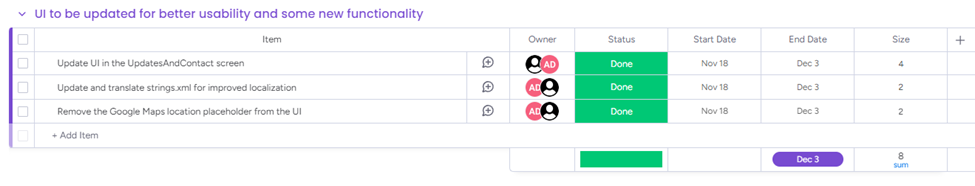 UI to be updated for better usability and some new functionality
Item Owner Status Start Date End Date Size
Update UI in the UpdatesAndContact screen AD Done Nov 18 Dec 3 4
Update and translate strings.xml for improved localization AD Done Nov 18 Dec 3 2
Remove the Google Maps location placeholder from the UI AD Done Nov 18 Dec 3 2
+ Add Item
Dec 3 8
sum